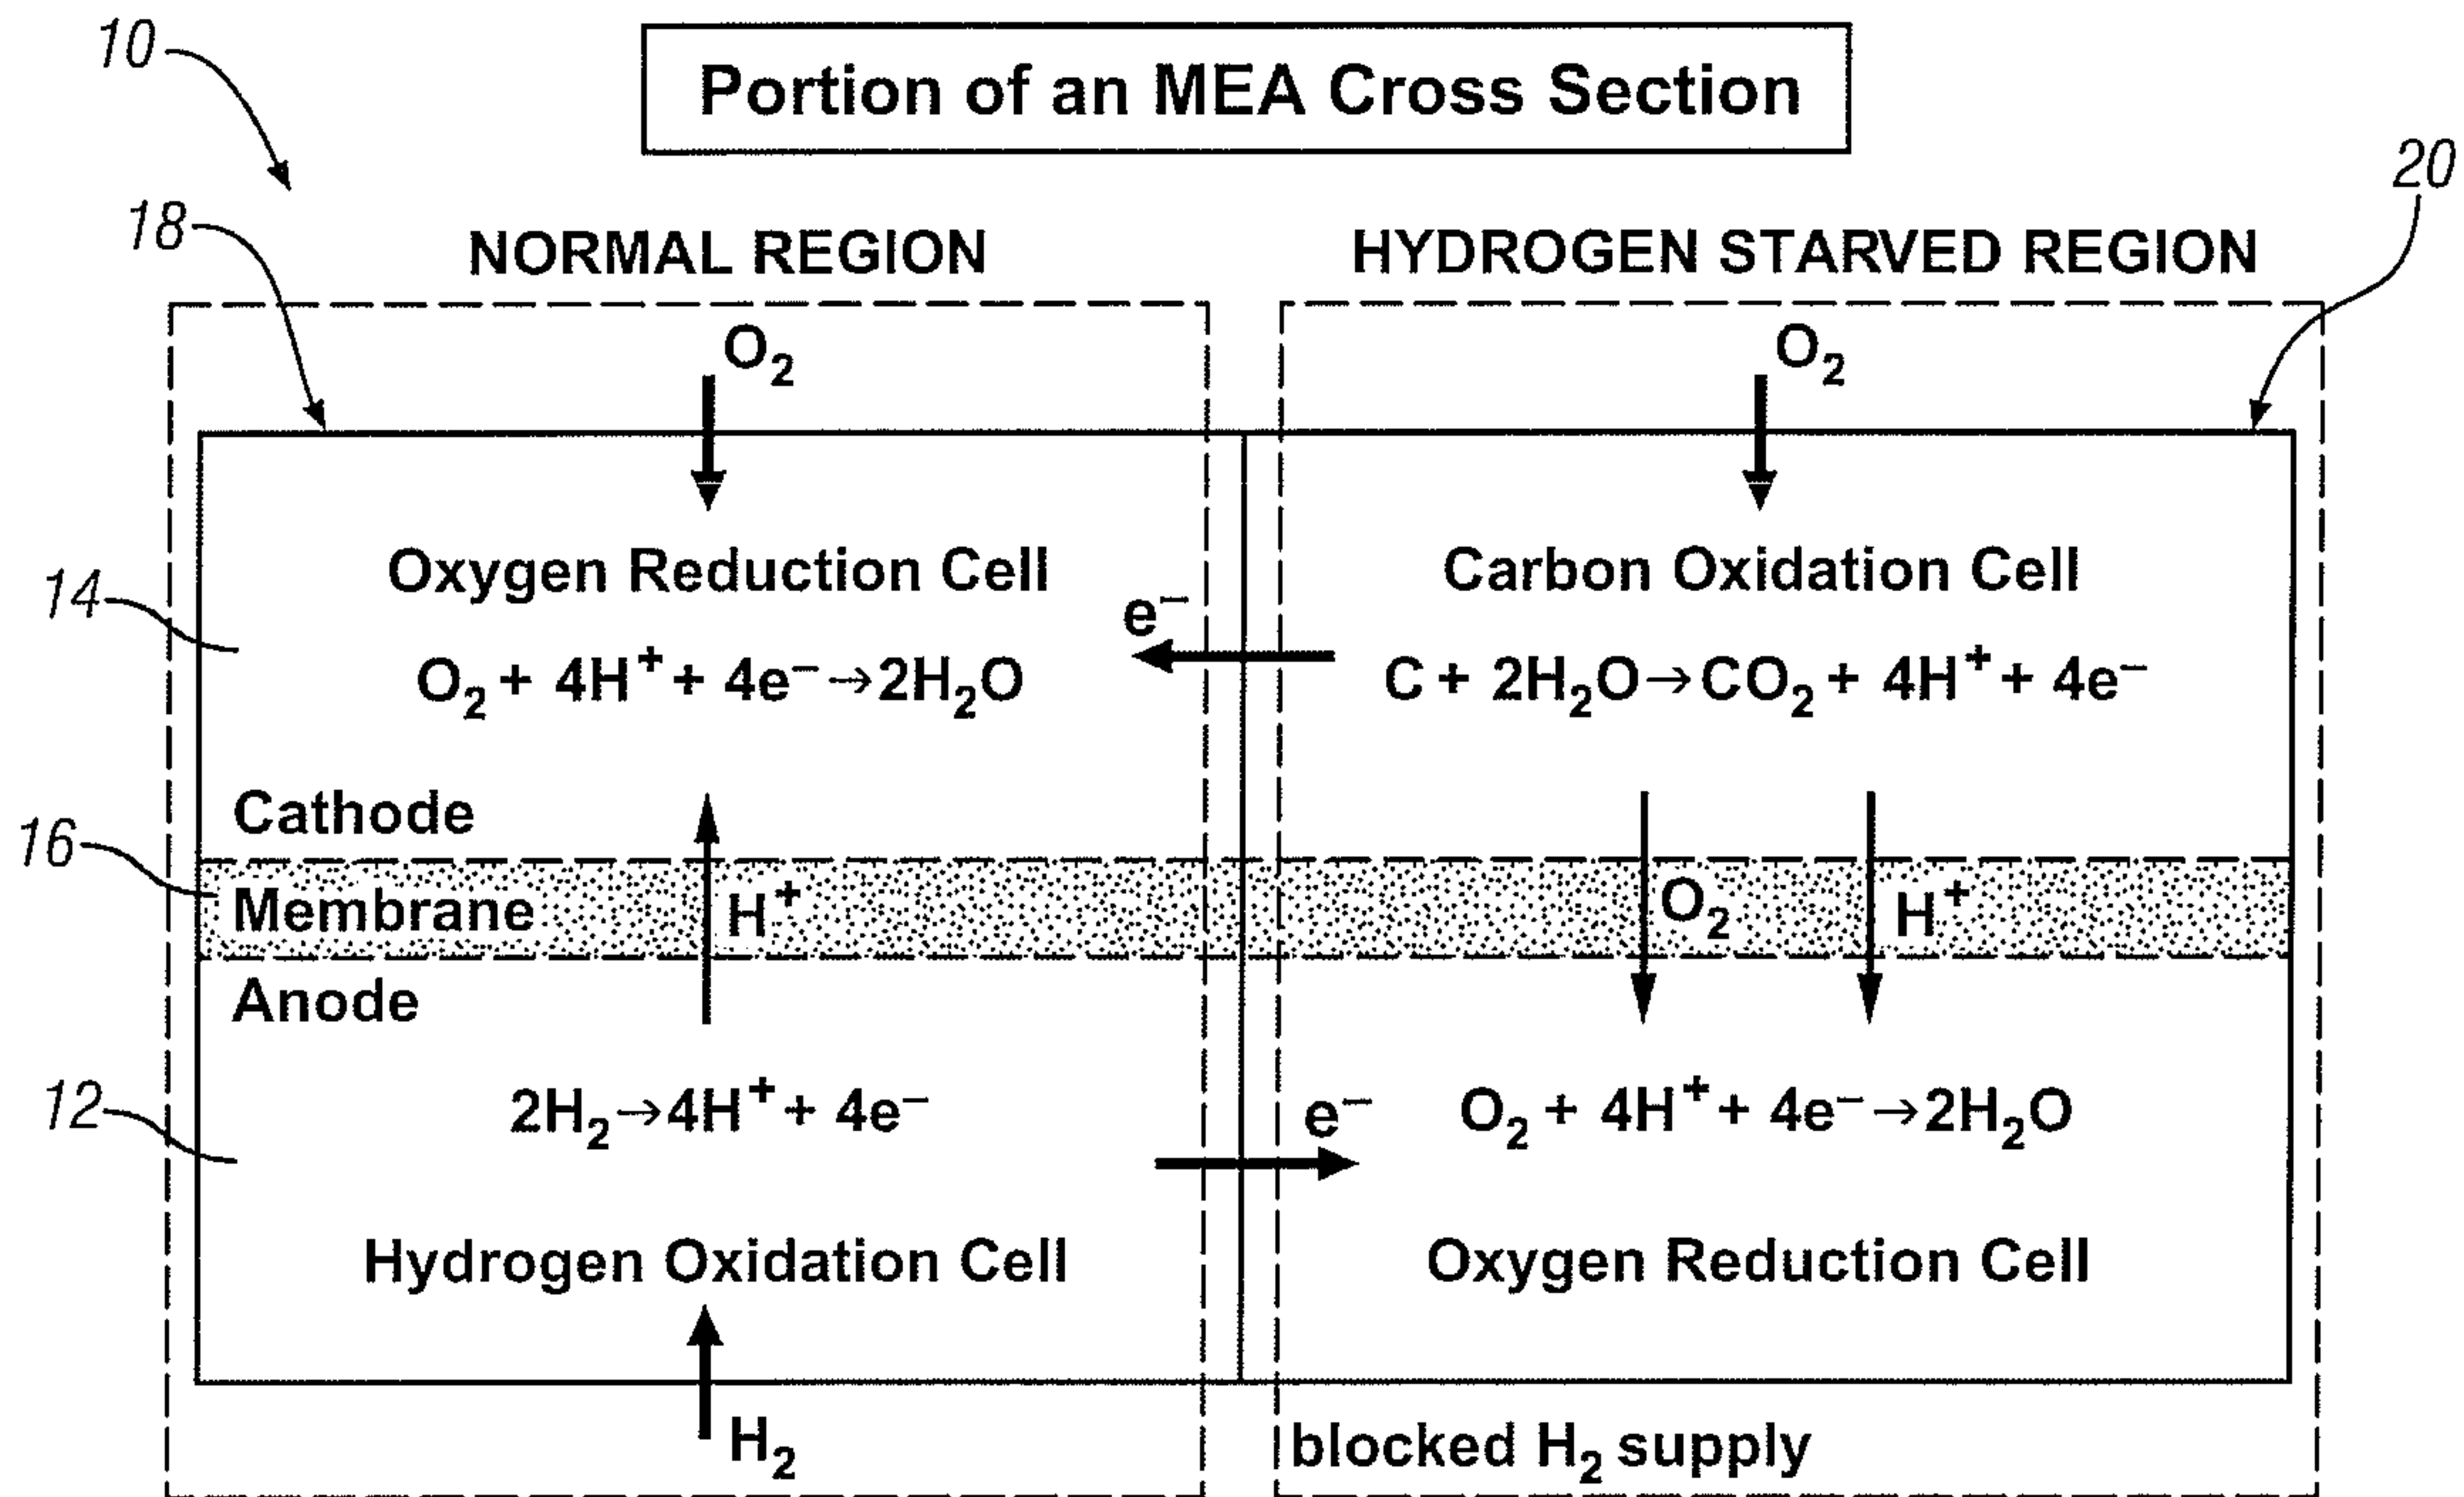 10
Portion of an MEA Cross Section
20
18
NORMAL REGION
HYDROGEN STARVED REGION
O₂
O₂
14
Oxygen Reduction Cell
Carbon Oxidation Cell
e⁻
O₂ + 4H⁺ + 4e⁻→2H₂O
C + 2H₂O→CO₂ + 4H⁺ + 4e⁻
Cathode
16
Membrane
H⁺
O₂
H⁺
Anode
12
2H₂→4H⁺ + 4e⁻
e⁻
O₂ + 4H⁺ + 4e⁻→2H₂O
Hydrogen Oxidation Cell
Oxygen Reduction Cell
H₂
blocked H₂ supply